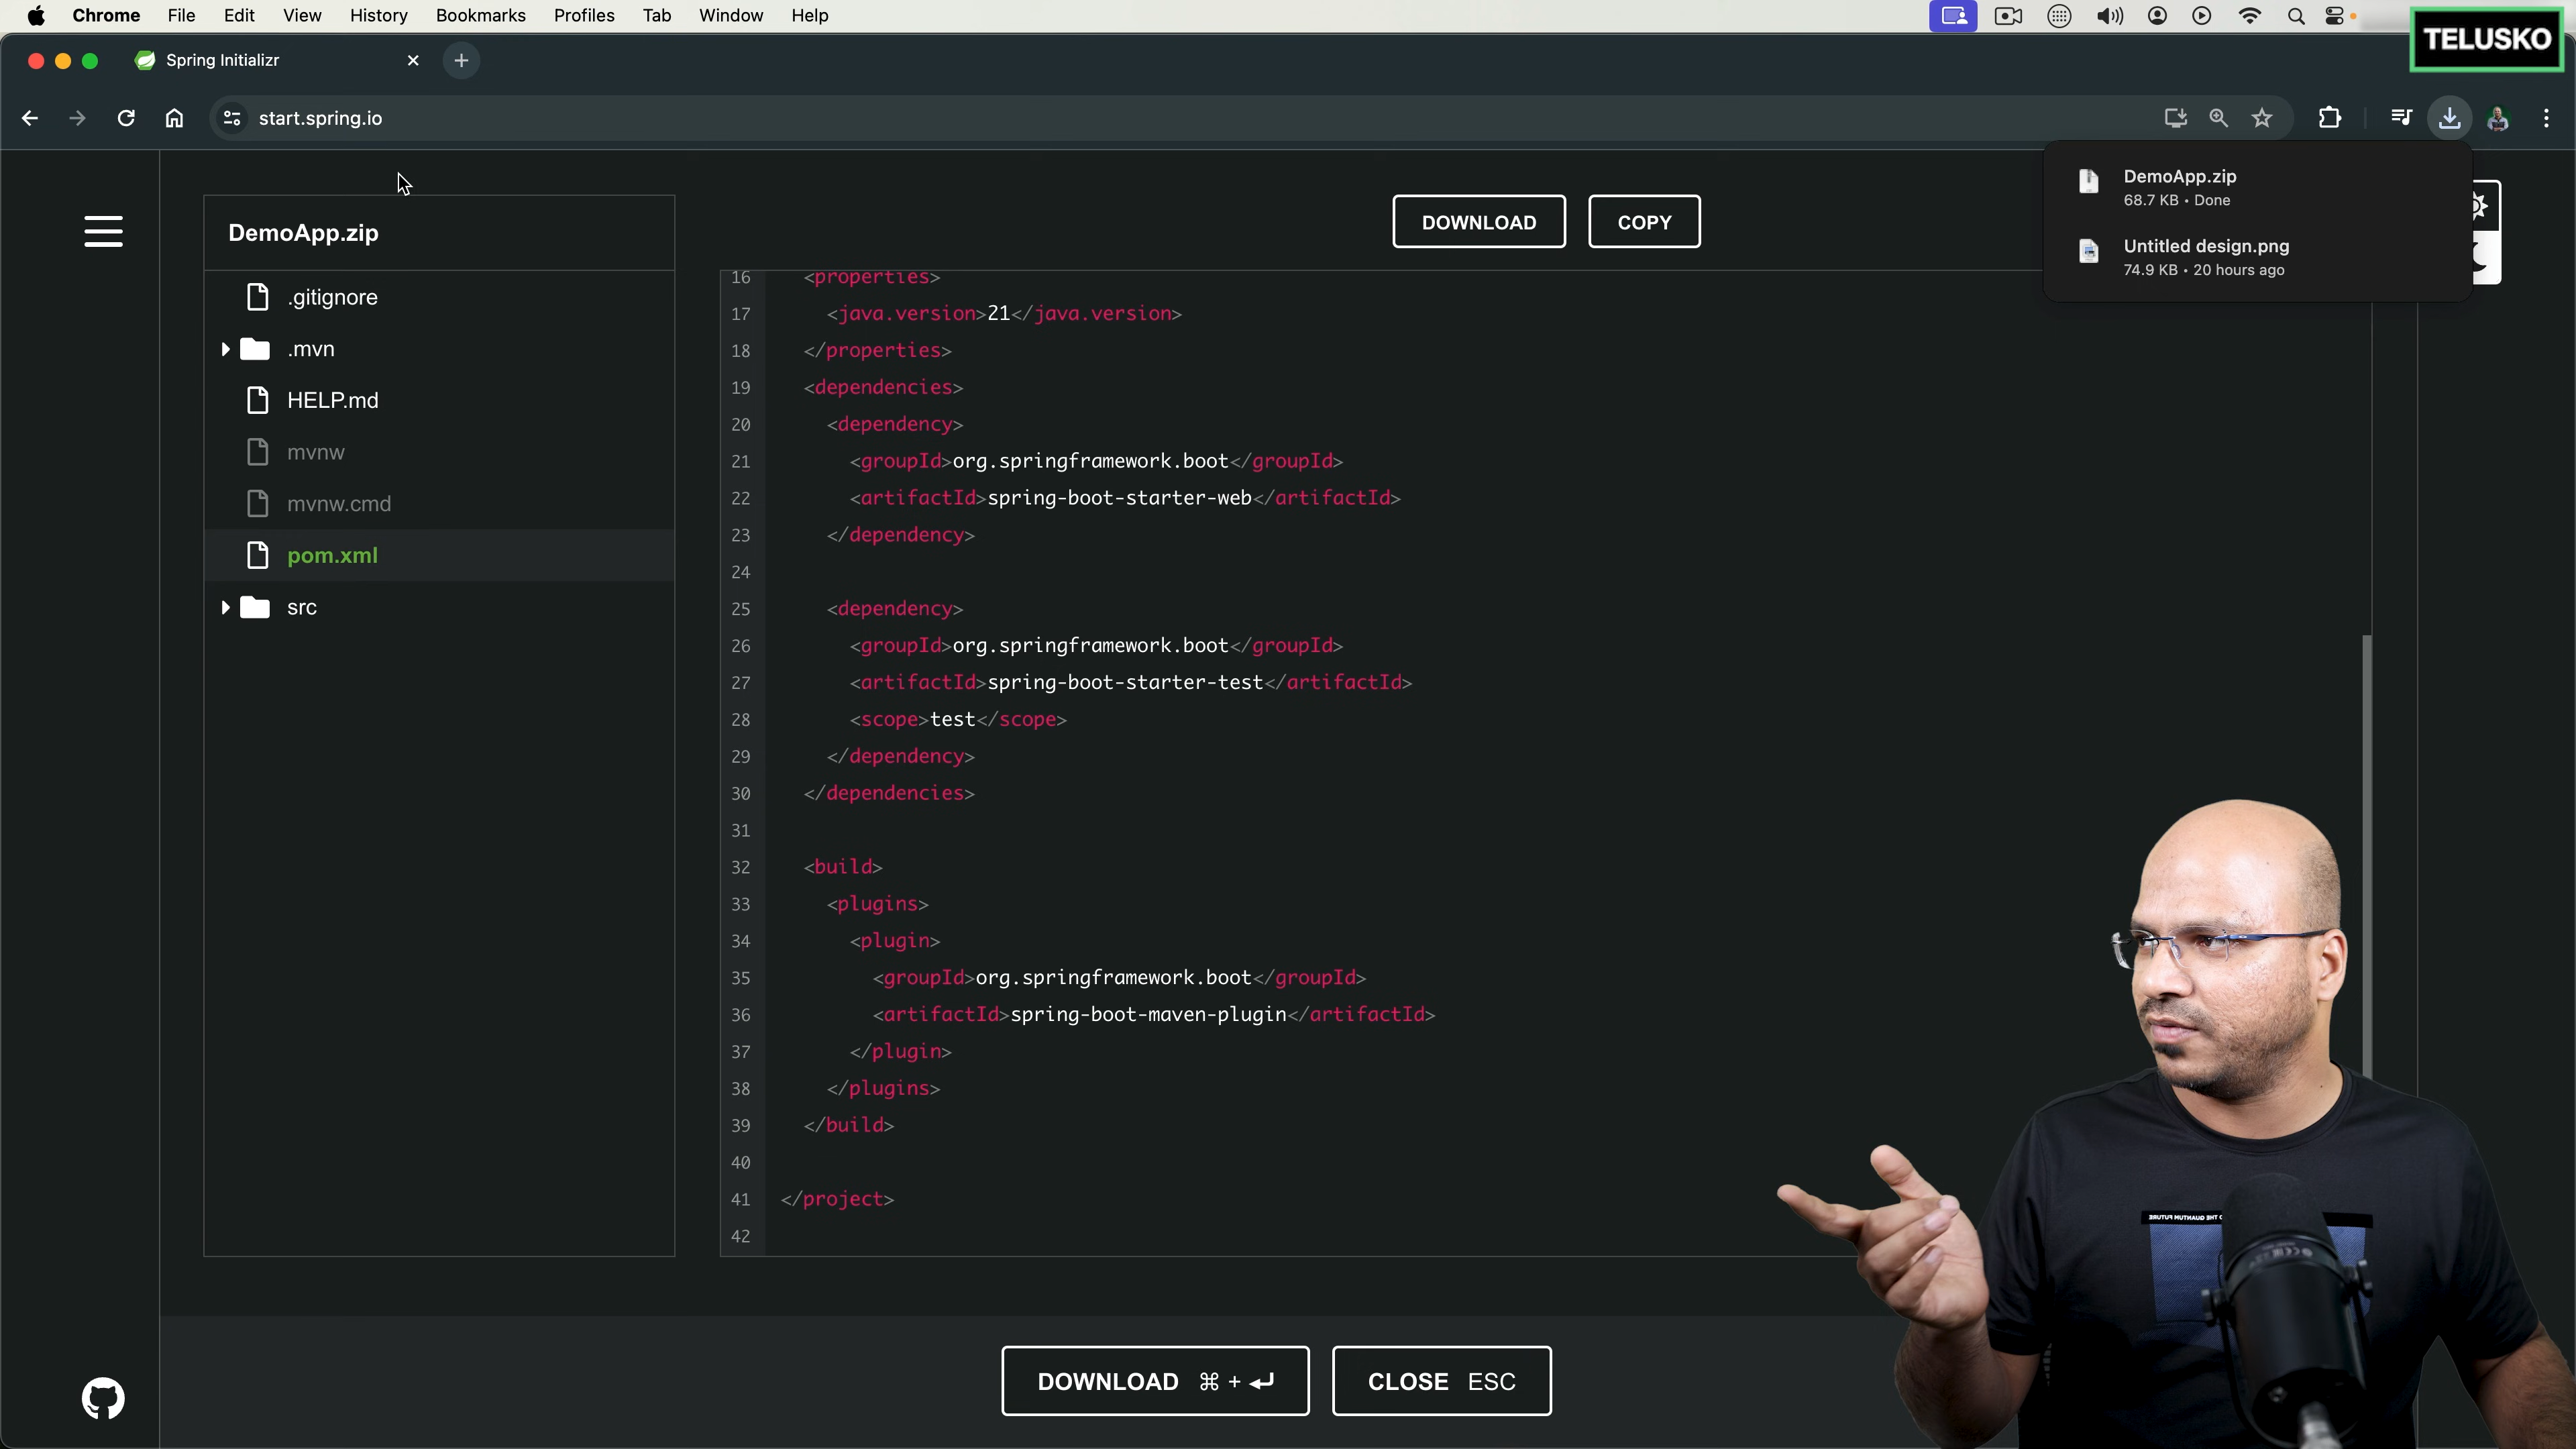 Chrome File Edit View History Bookmarks Profiles Tab Window Help
TELUSKO
Spring Initializr
start.spring.io
DemoApp.zip
68.7 KB • Done
Untitled design.png
74.9 KB • 20 hours ago
DemoApp.zip
.gitignore
.mvn
HELP.md
mvnw
mvnw.cmd
pom.xml
src
DOWNLOAD COPY
16 <properties>
17 <java.version>21</java.version>
18 </properties>
19 <dependencies>
20 <dependency>
21 <groupId>org.springframework.boot</groupId>
22 <artifactId>spring-boot-starter-web</artifactId>
23 </dependency>
24
25 <dependency>
26 <groupId>org.springframework.boot</groupId>
27 <artifactId>spring-boot-starter-test</artifactId>
28 <scope>test</scope>
29 </dependency>
30 </dependencies>
31
32 <build>
33 <plugins>
34 <plugin>
35 <groupId>org.springframework.boot</groupId>
36 <artifactId>spring-boot-maven-plugin</artifactId>
37 </plugin>
38 </plugins>
39 </build>
40
41 </project>
42
DOWNLOAD ⌘ + ↵
CLOSE ESC